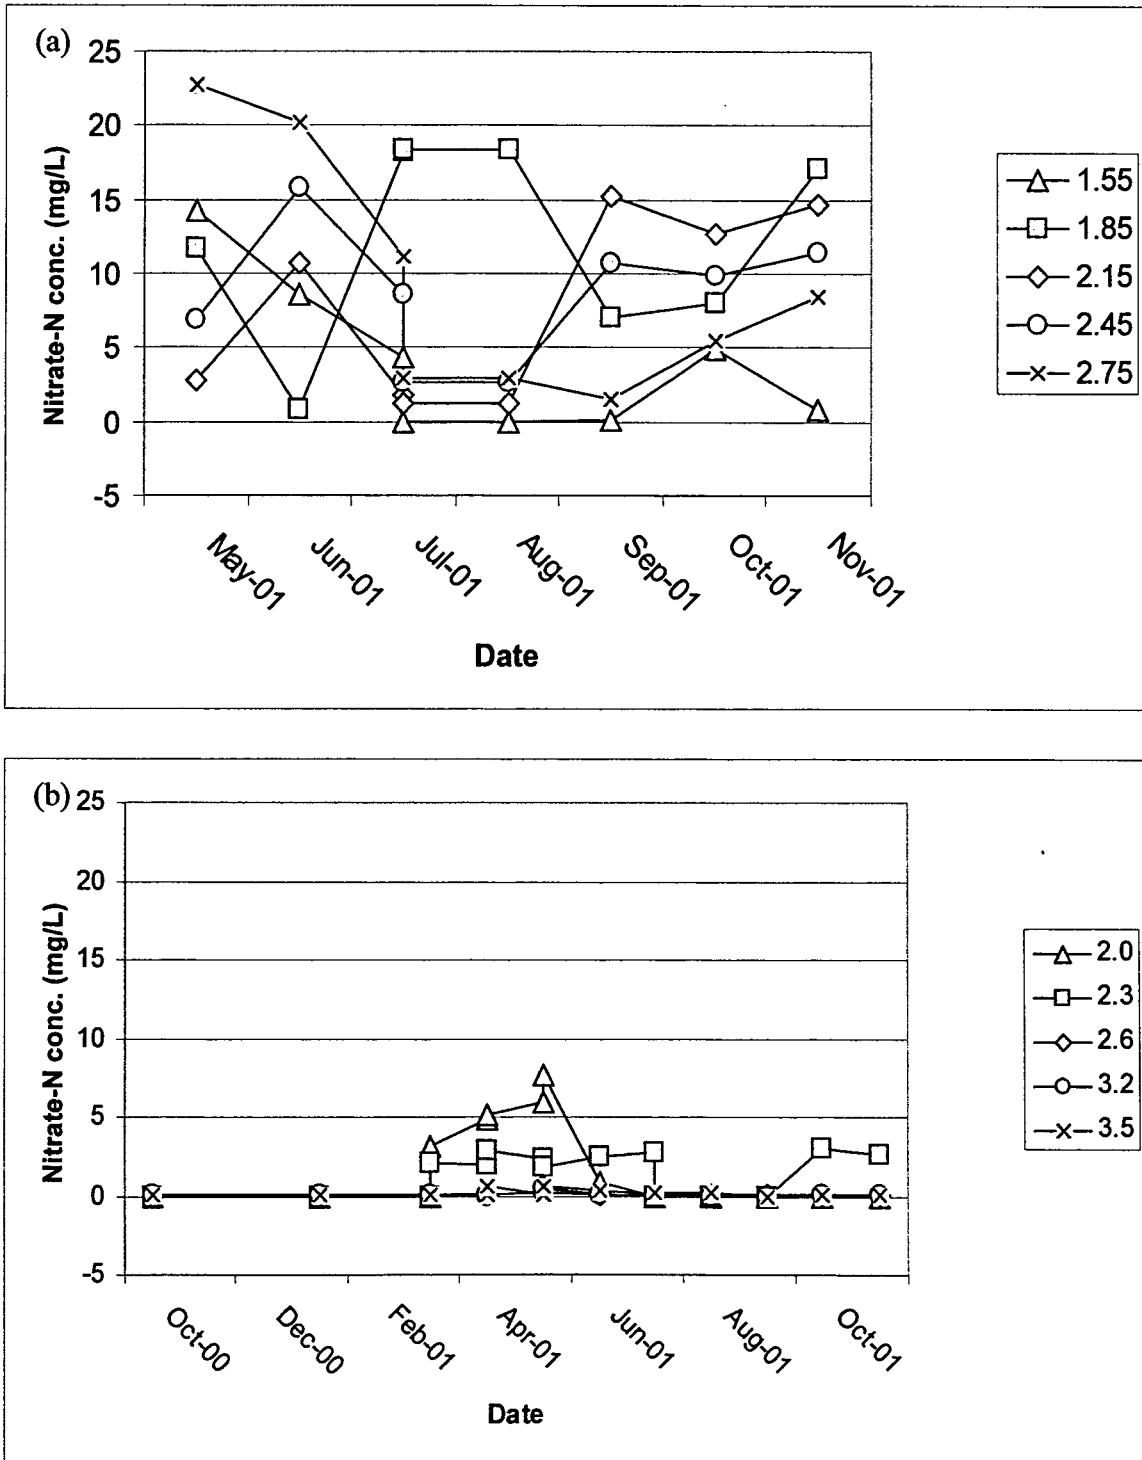 (a)
25
20
15
10
5
0
-5
Nitrate-N conc. (mg/L)
May-01
Jun-01
Jul-01
Aug-01
Sep-01
Oct-01
Nov-01
Date
1.55
1.85
2.15
2.45
2.75
(b)
25
20
15
10
5
0
-5
Nitrate-N conc. (mg/L)
Oct-00
Dec-00
Feb-01
Apr-01
Jun-01
Aug-01
Oct-01
Date
2.0
2.3
2.6
3.2
3.5